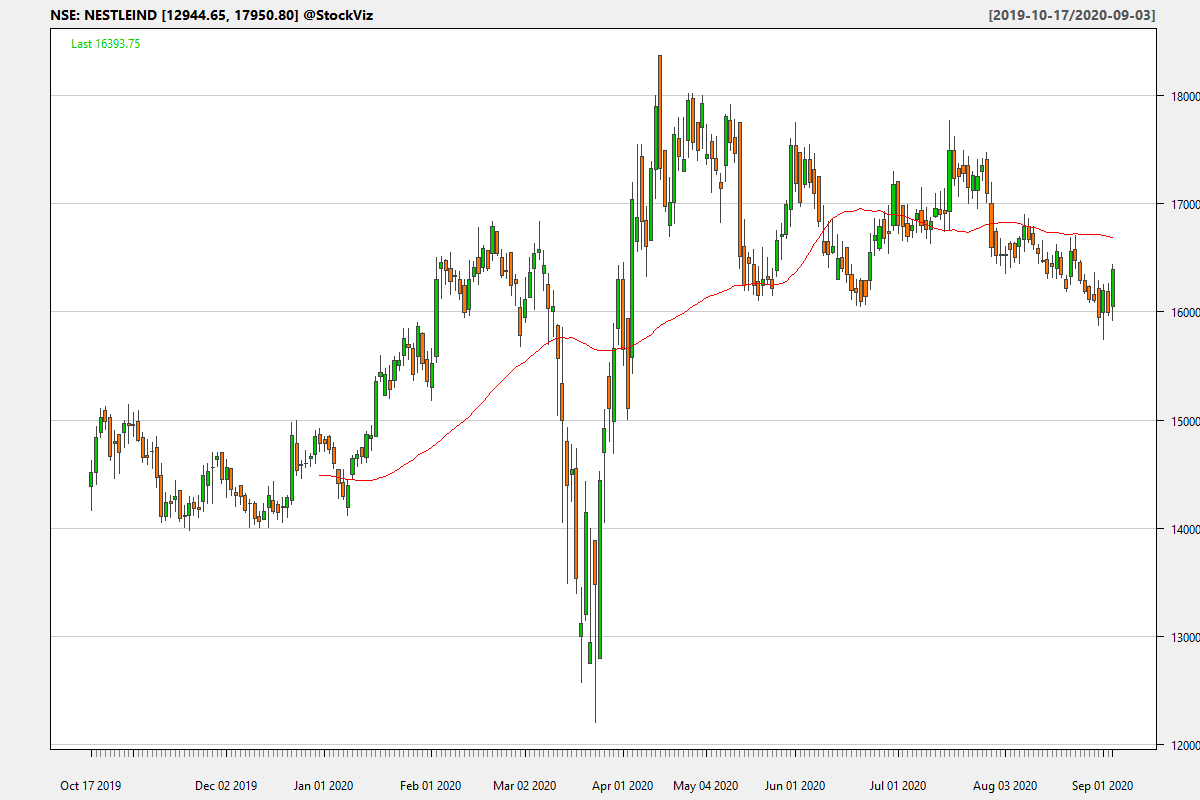 NSE: NESTLEIND [12944.65, 17950.80] @StockViz [2019-10-17/2020-09-03]
Last 16393.75
18000
17000
16000
15000
14000
13000
12000
Oct 17 2019 Dec 02 2019 Jan 01 2020 Feb 01 2020 Mar 02 2020 Apr 01 2020 May 04 2020 Jun 01 2020 Jul 01 2020 Aug 03 2020 Sep 01 2020